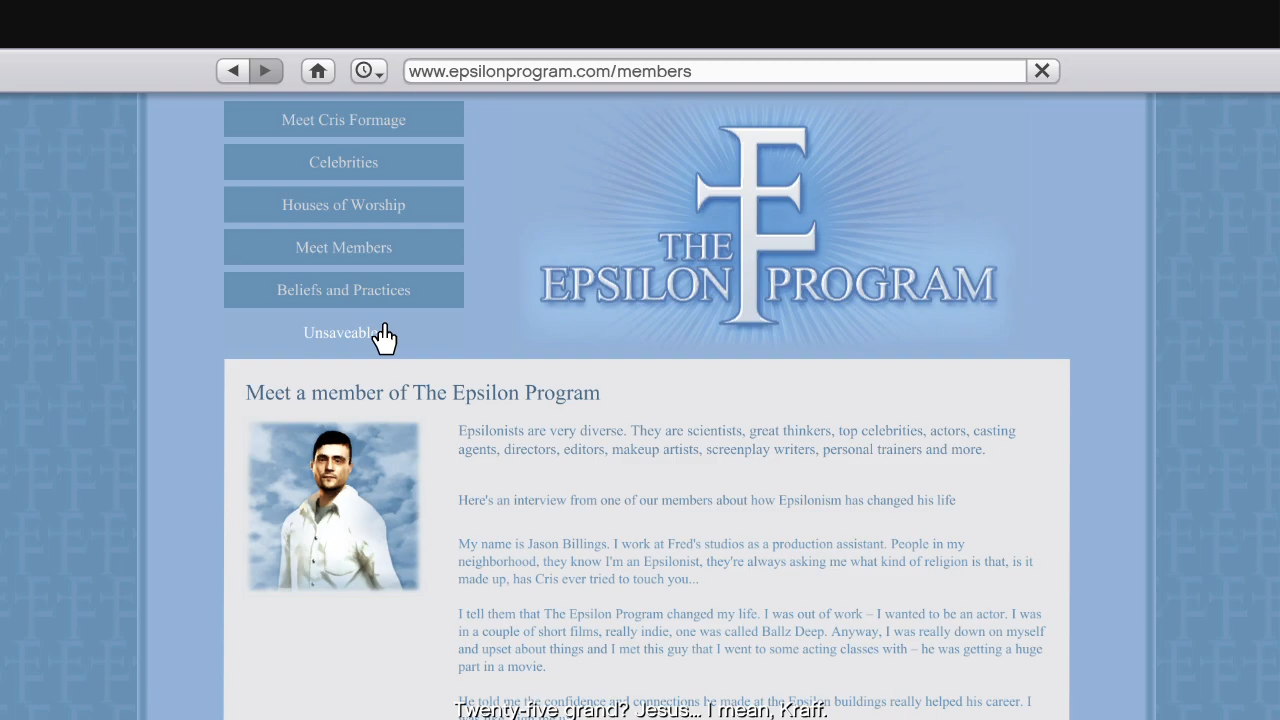 www.epsilonprogram.com/members
Meet Cris Formage
Celebrities
Houses of Worship
Meet Members
Beliefs and Practices
Unsaveable
THE
EPSILON PROGRAM
Meet a member of The Epsilon Program
Epsilonists are very diverse. They are scientists, great thinkers, top celebrities, actors, casting
agents, directors, editors, makeup artists, screenplay writers, personal trainers and more.
Here's an interview from one of our members about how Epsilonism has changed his life
My name is Jason Billings. I work at Fred's studios as a production assistant. People in my
neighborhood, they know I'm an Epsilonist, they're always asking me what kind of religion is that, is it
made up, has Cris ever tried to touch you...
I tell them that The Epsilon Program changed my life. I was out of work – I wanted to be an actor. I was
in a couple of short films, really indie, one was called Ballz Deep. Anyway, I was really down on myself
and upset about things and I met this guy that I went to some acting classes with – he was getting a huge
part in a movie.
He told me the confidence and connections he made at the Epsilon buildings really helped his career. I
Twenty-five grand? Jesus... I mean, Kraff.